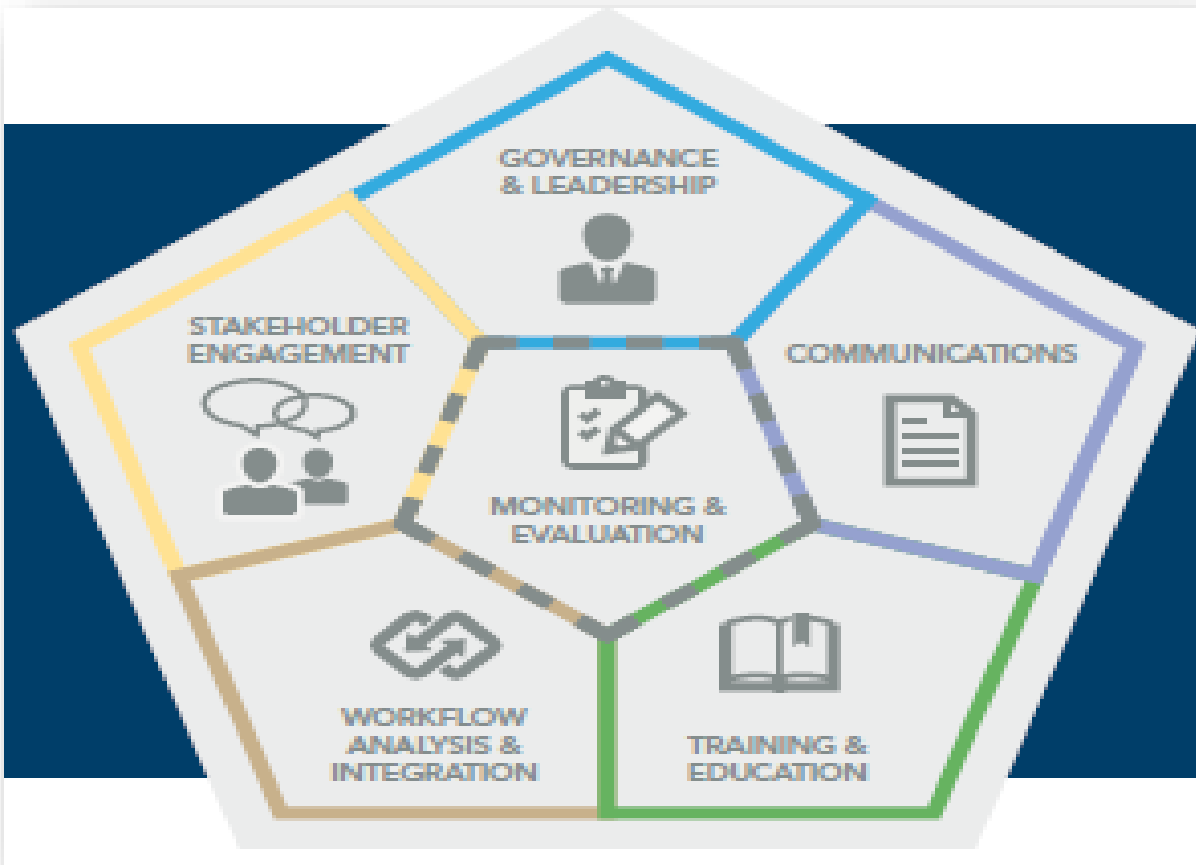 GOVERNANCE
& LEADERSHIP
STAKEHOLDER
ENGAGEMENT
COMMUNICATIONS
MONITORING &
EVALUATION
WORKFLOW
ANALYSIS &
INTEGRATION
TRAINING &
EDUCATION